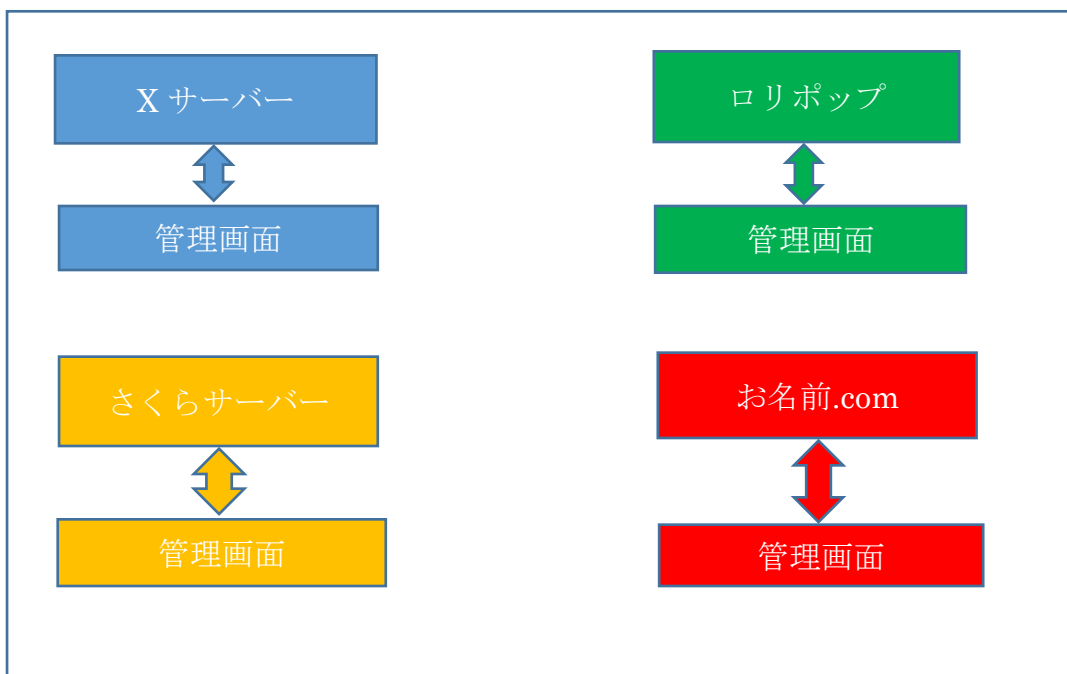 X サーバー
ロリポップ
管理画面
管理画面
さくらサーバー
お名前.com
管理画面
管理画面